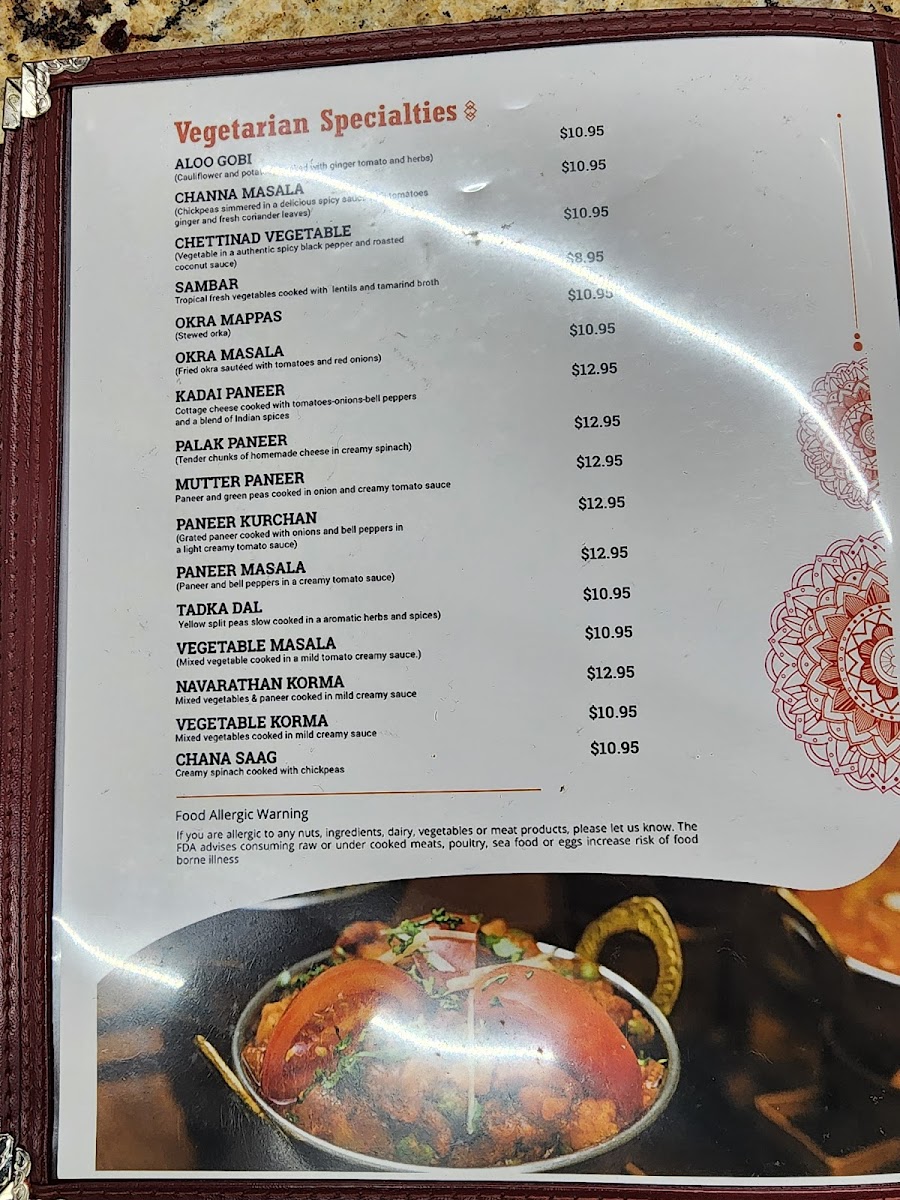 Vegetarian Specialties
ALOO GOBI $10.95
(Cauliflower and with ginger tomato and herbs)
CHANNA MASALA $10.95
(Chickpeas simmered in a delicious spicy tomatoes
ginger and fresh coriander leaves)
CHETTINAD VEGETABLE $10.95
(Vegetable in a authentic spicy black pepper and roasted
coconut sauce)
SAMBAR $8.95
Tropical fresh vegetables cooked with lentils and tamarind broth
OKRA MAPPAS $10.95
(Stewed orka)
OKRA MASALA $10.95
(Fried okra sautéed with tomatoes and red onions)
KADAI PANEER $12.95
Cottage cheese cooked with tomatoes-onions-bell peppers
and a blend of Indian spices
PALAK PANEER $12.95
(Tender chunks of homemade cheese in creamy spinach)
MUTTER PANEER $12.95
Paneer and green peas cooked in onion and creamy tomato sauce
PANEER KURCHAN $12.95
(Grated paneer cooked with onions and bell peppers in
a light creamy tomato sauce)
PANEER MASALA $12.95
(Paneer and bell peppers in a creamy tomato sauce)
TADKA DAL $10.95
Yellow split peas slow cooked in a aromatic herbs and spices)
VEGETABLE MASALA $10.95
(Mixed vegetable cooked in a mild tomato creamy sauce.)
NAVARATHAN KORMA $12.95
Mixed vegetables & paneer cooked in mild creamy sauce
VEGETABLE KORMA $10.95
Mixed vegetables cooked in mild creamy sauce
CHANA SAAG $10.95
Creamy spinach cooked with chickpeas
Food Allergic Warning
If you are allergic to any nuts, ingredients, dairy, vegetables or meat products, please let us know. The
FDA advises consuming raw or under cooked meats, poultry, sea food or eggs increase risk of food
borne illness